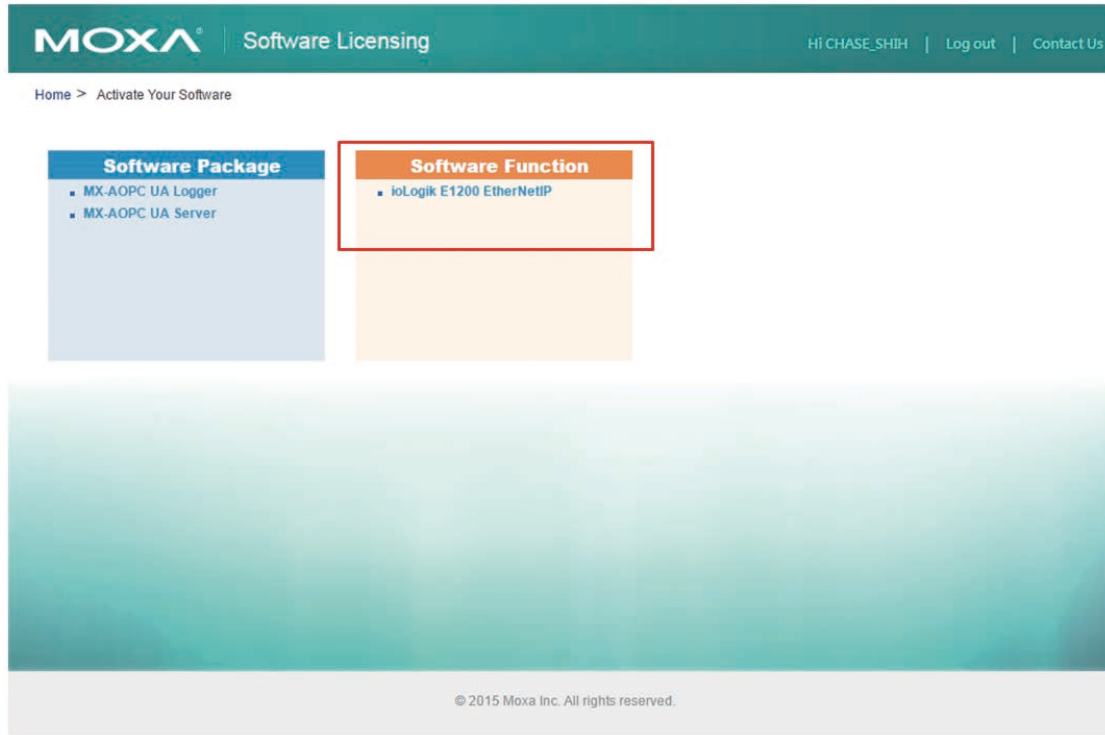 MOXA® Software Licensing
Hi CHASE_SHIH | Log out | Contact Us
Home > Activate Your Software
Software Package
▪ MX-AOPC UA Logger
▪ MX-AOPC UA Server
Software Function
▪ ioLogik E1200 EtherNetIP
© 2015 Moxa Inc. All rights reserved.